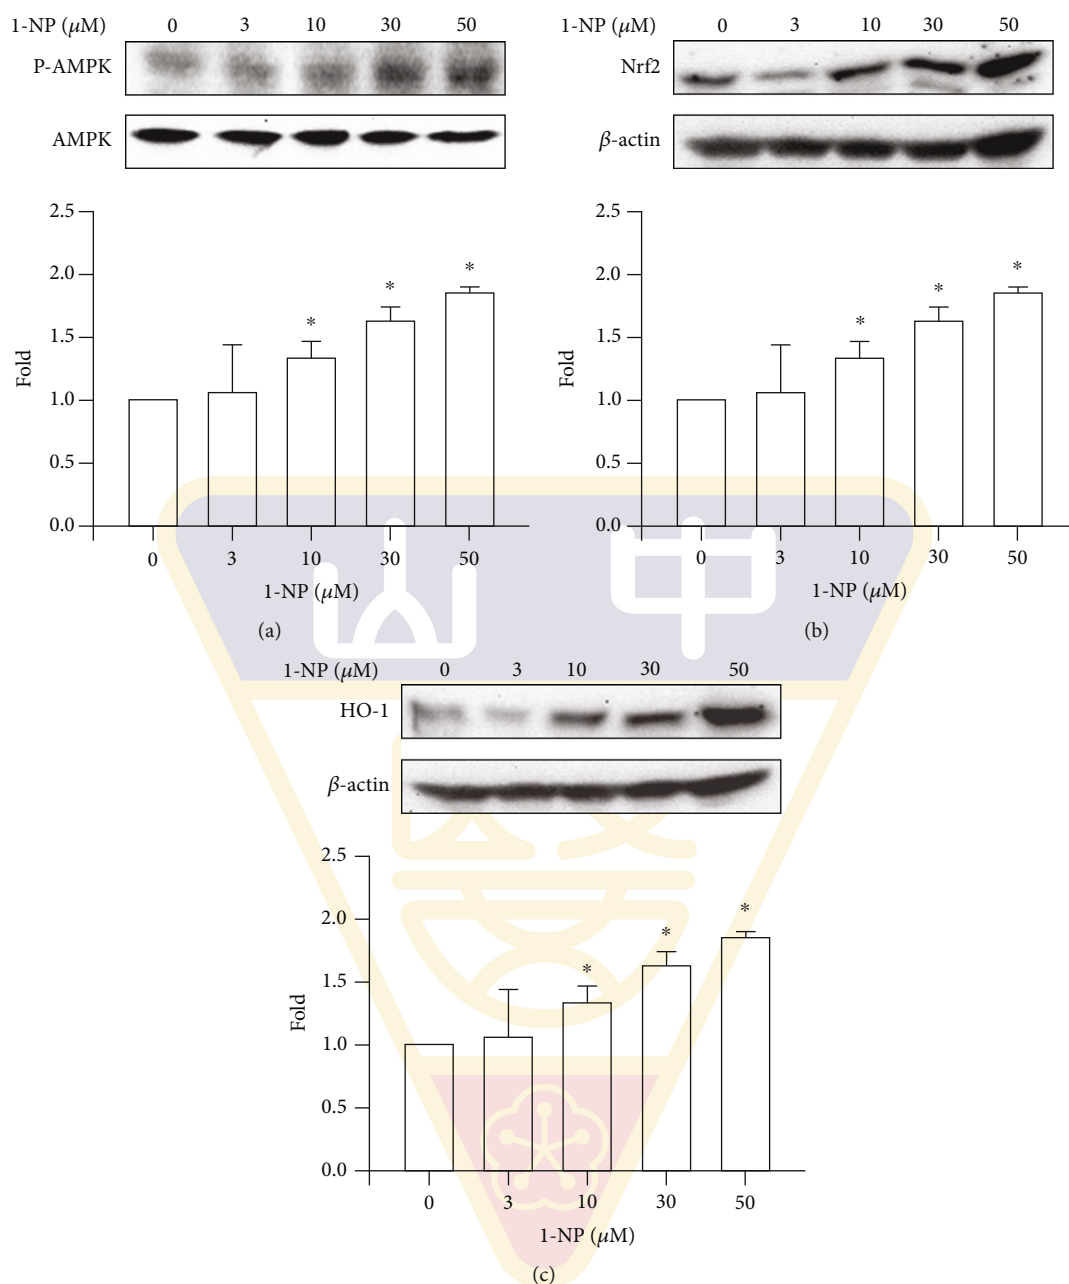 1-NP (μM) 0 3 10 30 50
P-AMPK
AMPK
2.5
2.0
1.5
1.0
0.5
0.0
Fold
* * *
0 3 10 30 50
1-NP (μM)
(a)
1-NP (μM) 0 3 10 30 50
Nrf2
β-actin
2.5
2.0
1.5
1.0
0.5
0.0
Fold
* * *
0 3 10 30 50
1-NP (μM)
(b)
1-NP (μM) 0 3 10 30 50
HO-1
β-actin
2.5
2.0
1.5
1.0
0.5
0.0
Fold
* * *
0 3 10 30 50
1-NP (μM)
(c)
山中